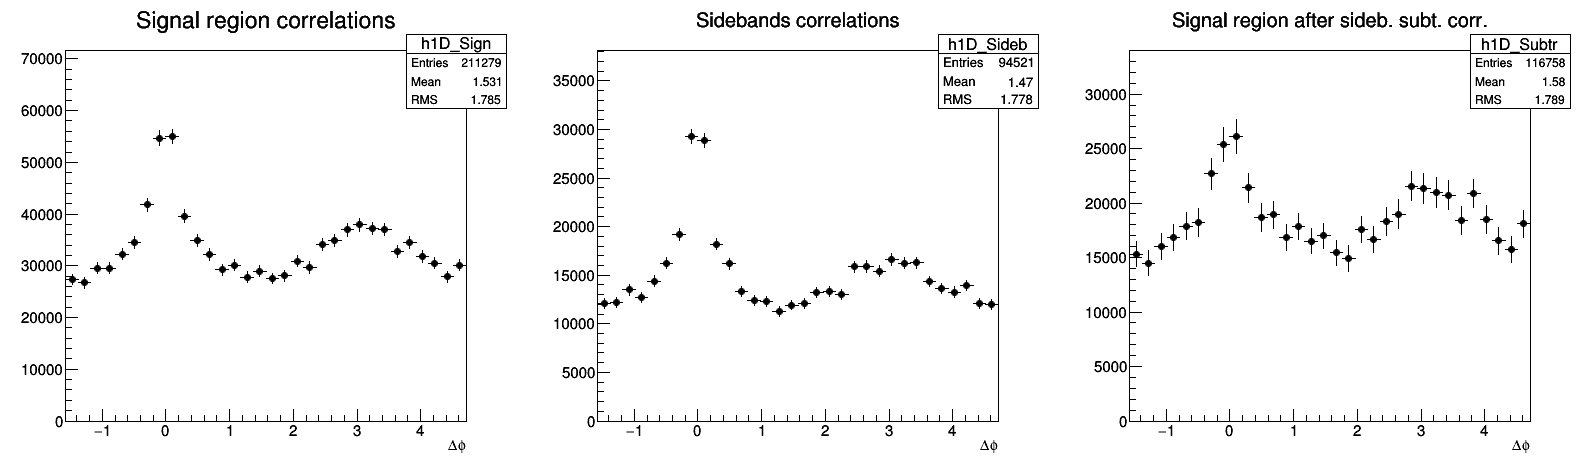 Signal region correlations
h1D_Sign
Entries 211279
Mean 1.531
RMS 1.785
70000
60000
50000
40000
30000
20000
10000
0
−1 0 1 2 3 4
Δϕ
Sidebands correlations
h1D_Sideb
Entries 94521
Mean 1.47
RMS 1.778
35000
30000
25000
20000
15000
10000
5000
0
−1 0 1 2 3 4
Δϕ
Signal region after sideb. subt. corr.
h1D_Subtr
Entries 116758
Mean 1.58
RMS 1.789
30000
25000
20000
15000
10000
5000
0
−1 0 1 2 3 4
Δϕ